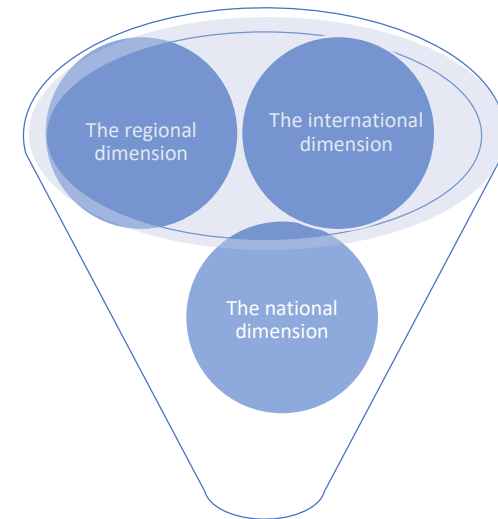 The regional
dimension
The international
dimension
The national
dimension